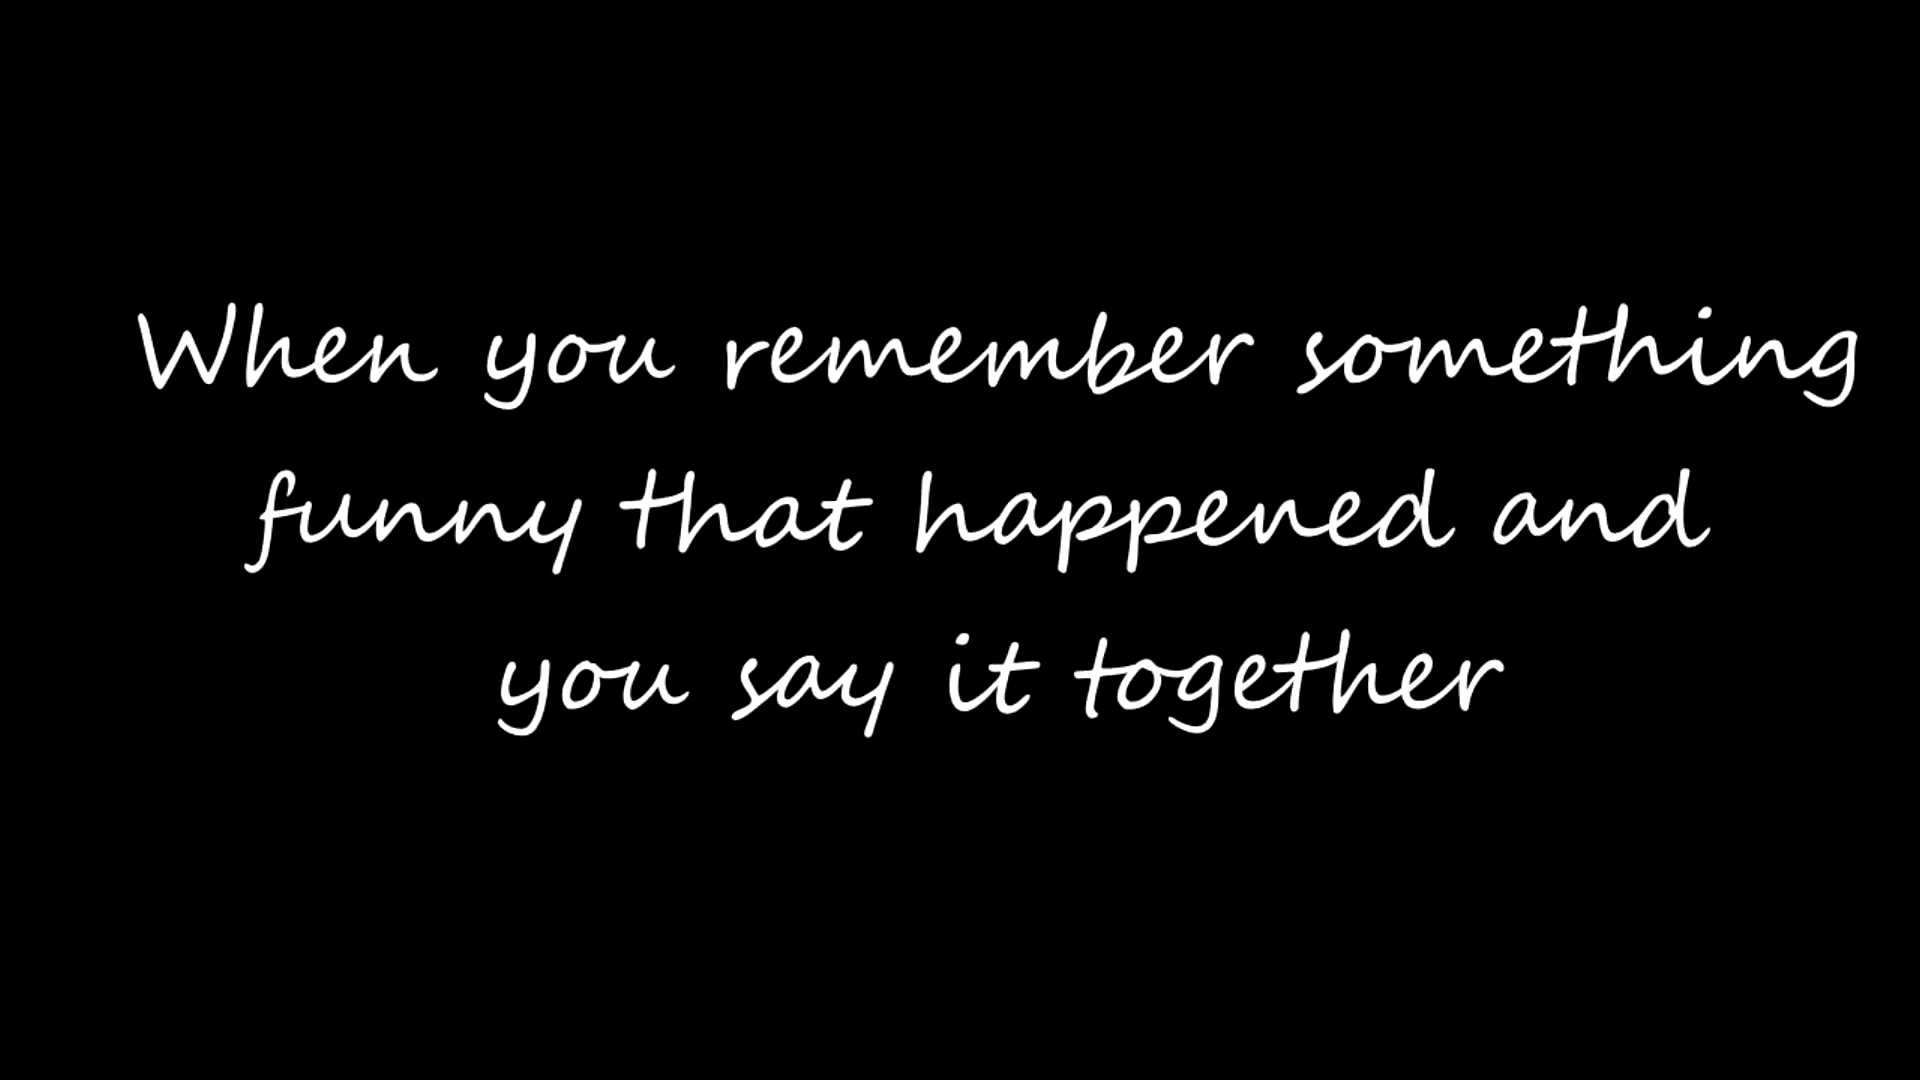 When you remember something
funny that happened and
you say it together